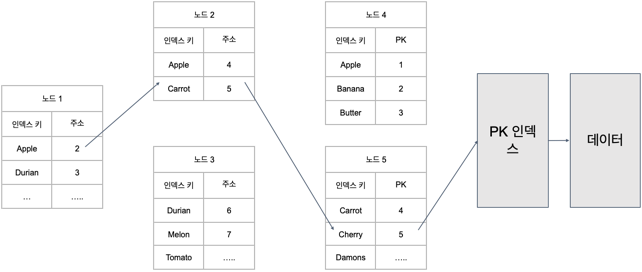 노드 1
인덱스 키 주소
Apple 2
Durian 3
... .....
노드 2
인덱스 키 주소
Apple 4
Carrot 5
노드 3
인덱스 키 주소
Durian 6
Melon 7
Tomato .....
노드 4
인덱스 키 PK
Apple 1
Banana 2
Butter 3
노드 5
인덱스 키 PK
Carrot 4
Cherry 5
Damons .....
PK 인덱
스
데이터